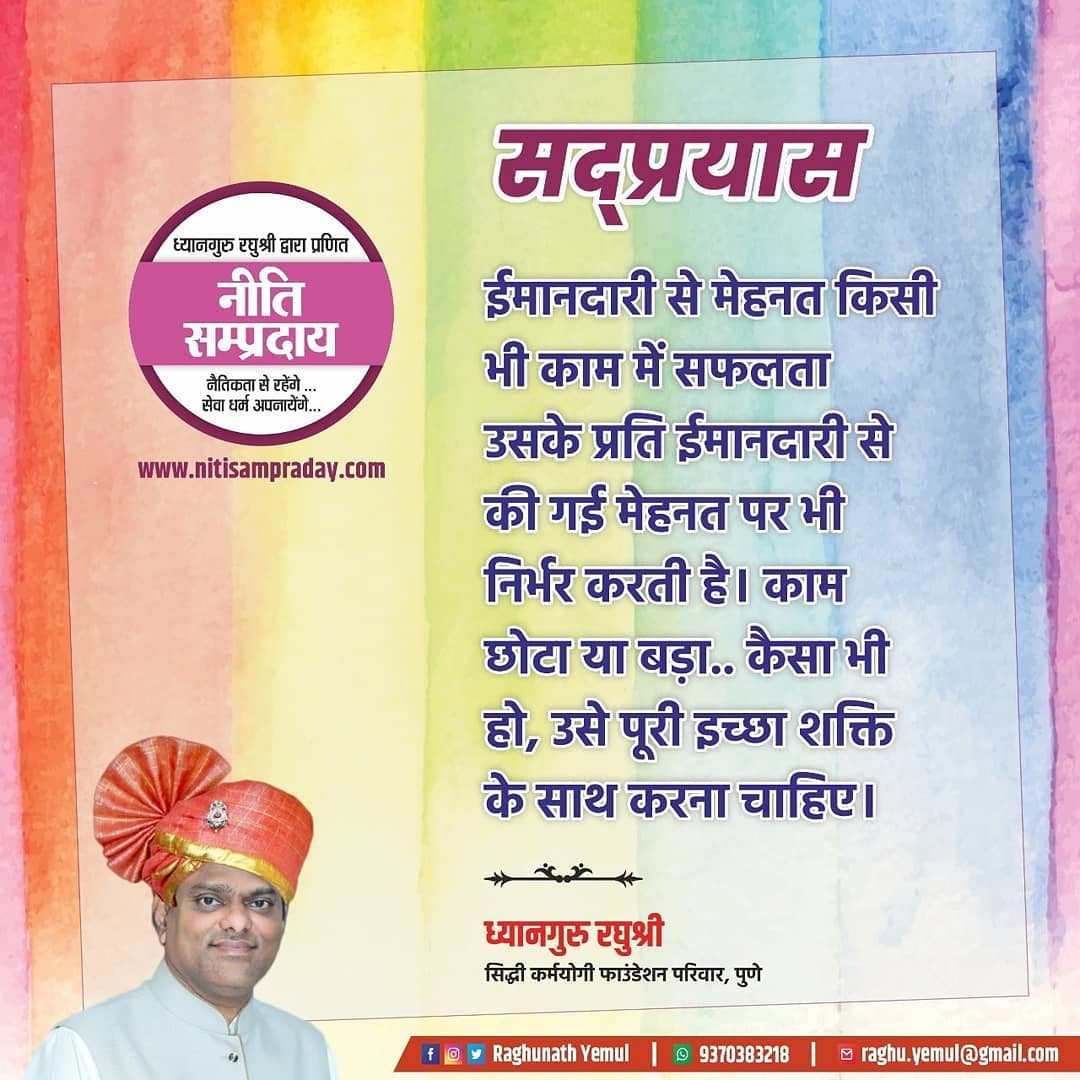 सद्प्रयास
ध्यानगुरु रघुश्री द्वारा प्रणित
नीति
सम्प्रदाय
नैतिकता से रहेंगे ...
सेवा धर्म अपनायेंगे...
www.nitisampraday.com
ईमानदारी से मेहनत किसी
भी काम में सफलता
उसके प्रति ईमानदारी से
की गई मेहनत पर भी
निर्भर करती है। काम
छोटा या बड़ा.. कैसा भी
हो, उसे पूरी इच्छा शक्ति
के साथ करना चाहिए।
ध्यानगुरु रघुश्री
सिद्धी कर्मयोगी फाउंडेशन परिवार, पुणे
Raghunath Yemul | 9370383218 | raghu.yemul@gmail.com